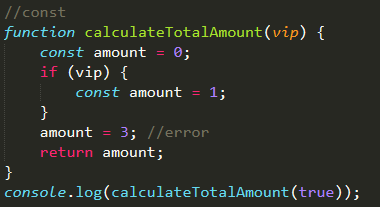 //const
function calculateTotalAmount(vip) {
    const amount = 0;
    if (vip) {
        const amount = 1;
    }
    amount = 3; //error
    return amount;
}
console.log(calculateTotalAmount(true));